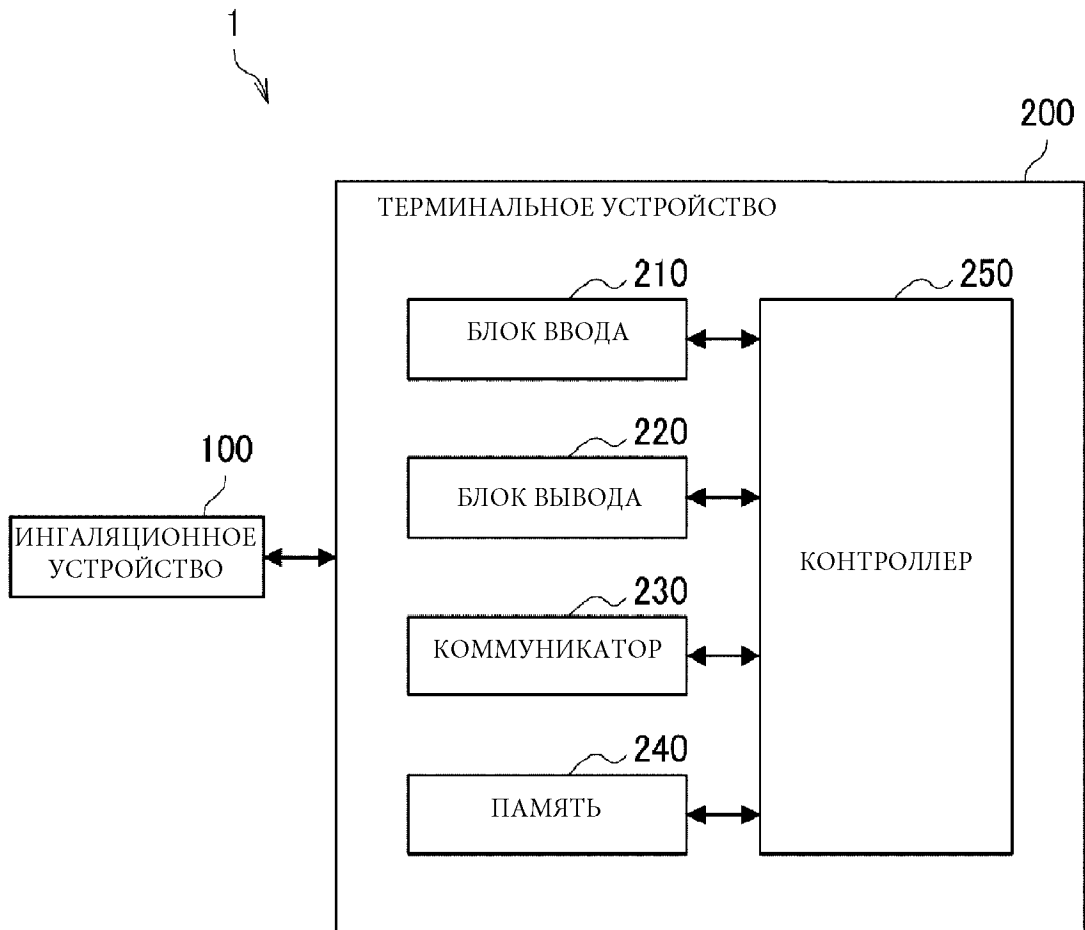 1
200
ТЕРМИНАЛЬНОЕ УСТРОЙСТВО
210
БЛОК ВВОДА
250
КОНТРОЛЛЕР
220
БЛОК ВЫВОДА
100
ИНГАЛЯЦИОННОЕ
УСТРОЙСТВО
230
КОММУНИКАТОР
240
ПАМЯТЬ